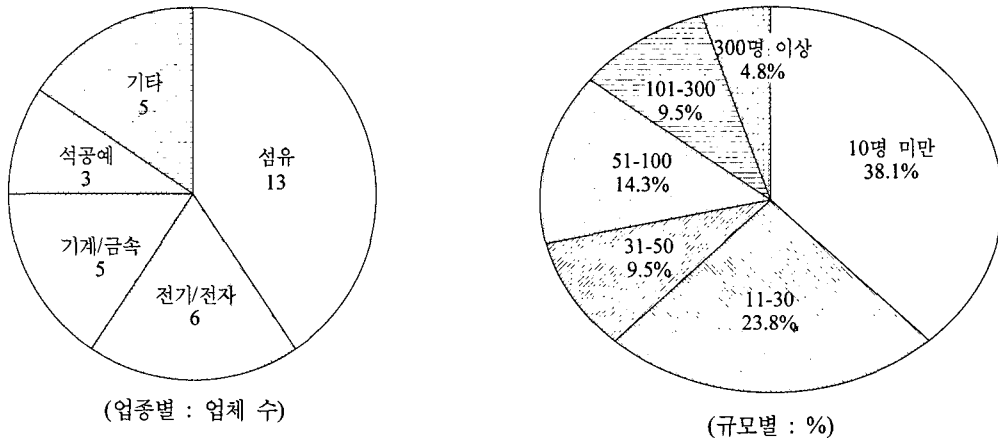 기타
5
섬유
13
석공예
3
기계/금속
5
전기/전자
6
(업종별 : 업체 수)
300명 이상
4.8%
101-300
9.5%
10명 미만
38.1%
51-100
14.3%
31-50
9.5%
11-30
23.8%
(규모별 : %)